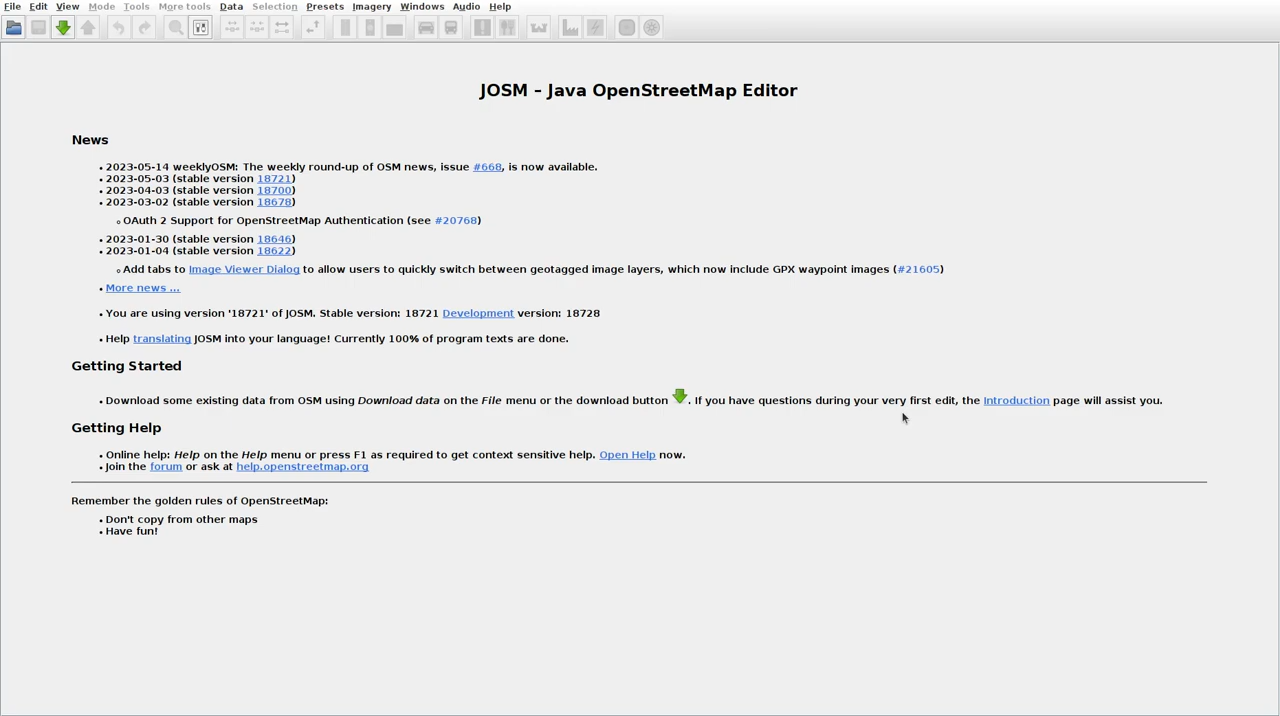 File Edit View Mode Tools More tools Data Selection Presets Imagery Windows Audio Help
JOSM – Java OpenStreetMap Editor
News
• 2023-05-14 weeklyOSM: The weekly round-up of OSM news, issue #668, is now available.
• 2023-05-03 (stable version 18721)
• 2023-04-03 (stable version 18700)
• 2023-03-02 (stable version 18678)
◦ OAuth 2 Support for OpenStreetMap Authentication (see #20768)
• 2023-01-30 (stable version 18646)
• 2023-01-04 (stable version 18622)
◦ Add tabs to Image Viewer Dialog to allow users to quickly switch between geotagged image layers, which now include GPX waypoint images (#21605)
• More news ...
• You are using version '18721' of JOSM. Stable version: 18721 Development version: 18728
• Help translating JOSM into your language! Currently 100% of program texts are done.
Getting Started
• Download some existing data from OSM using Download data on the File menu or the download button . If you have questions during your very first edit, the Introduction page will assist you.
Getting Help
• Online help: Help on the Help menu or press F1 as required to get context sensitive help. Open Help now.
• Join the forum or ask at help.openstreetmap.org
Remember the golden rules of OpenStreetMap:
• Don't copy from other maps
• Have fun!